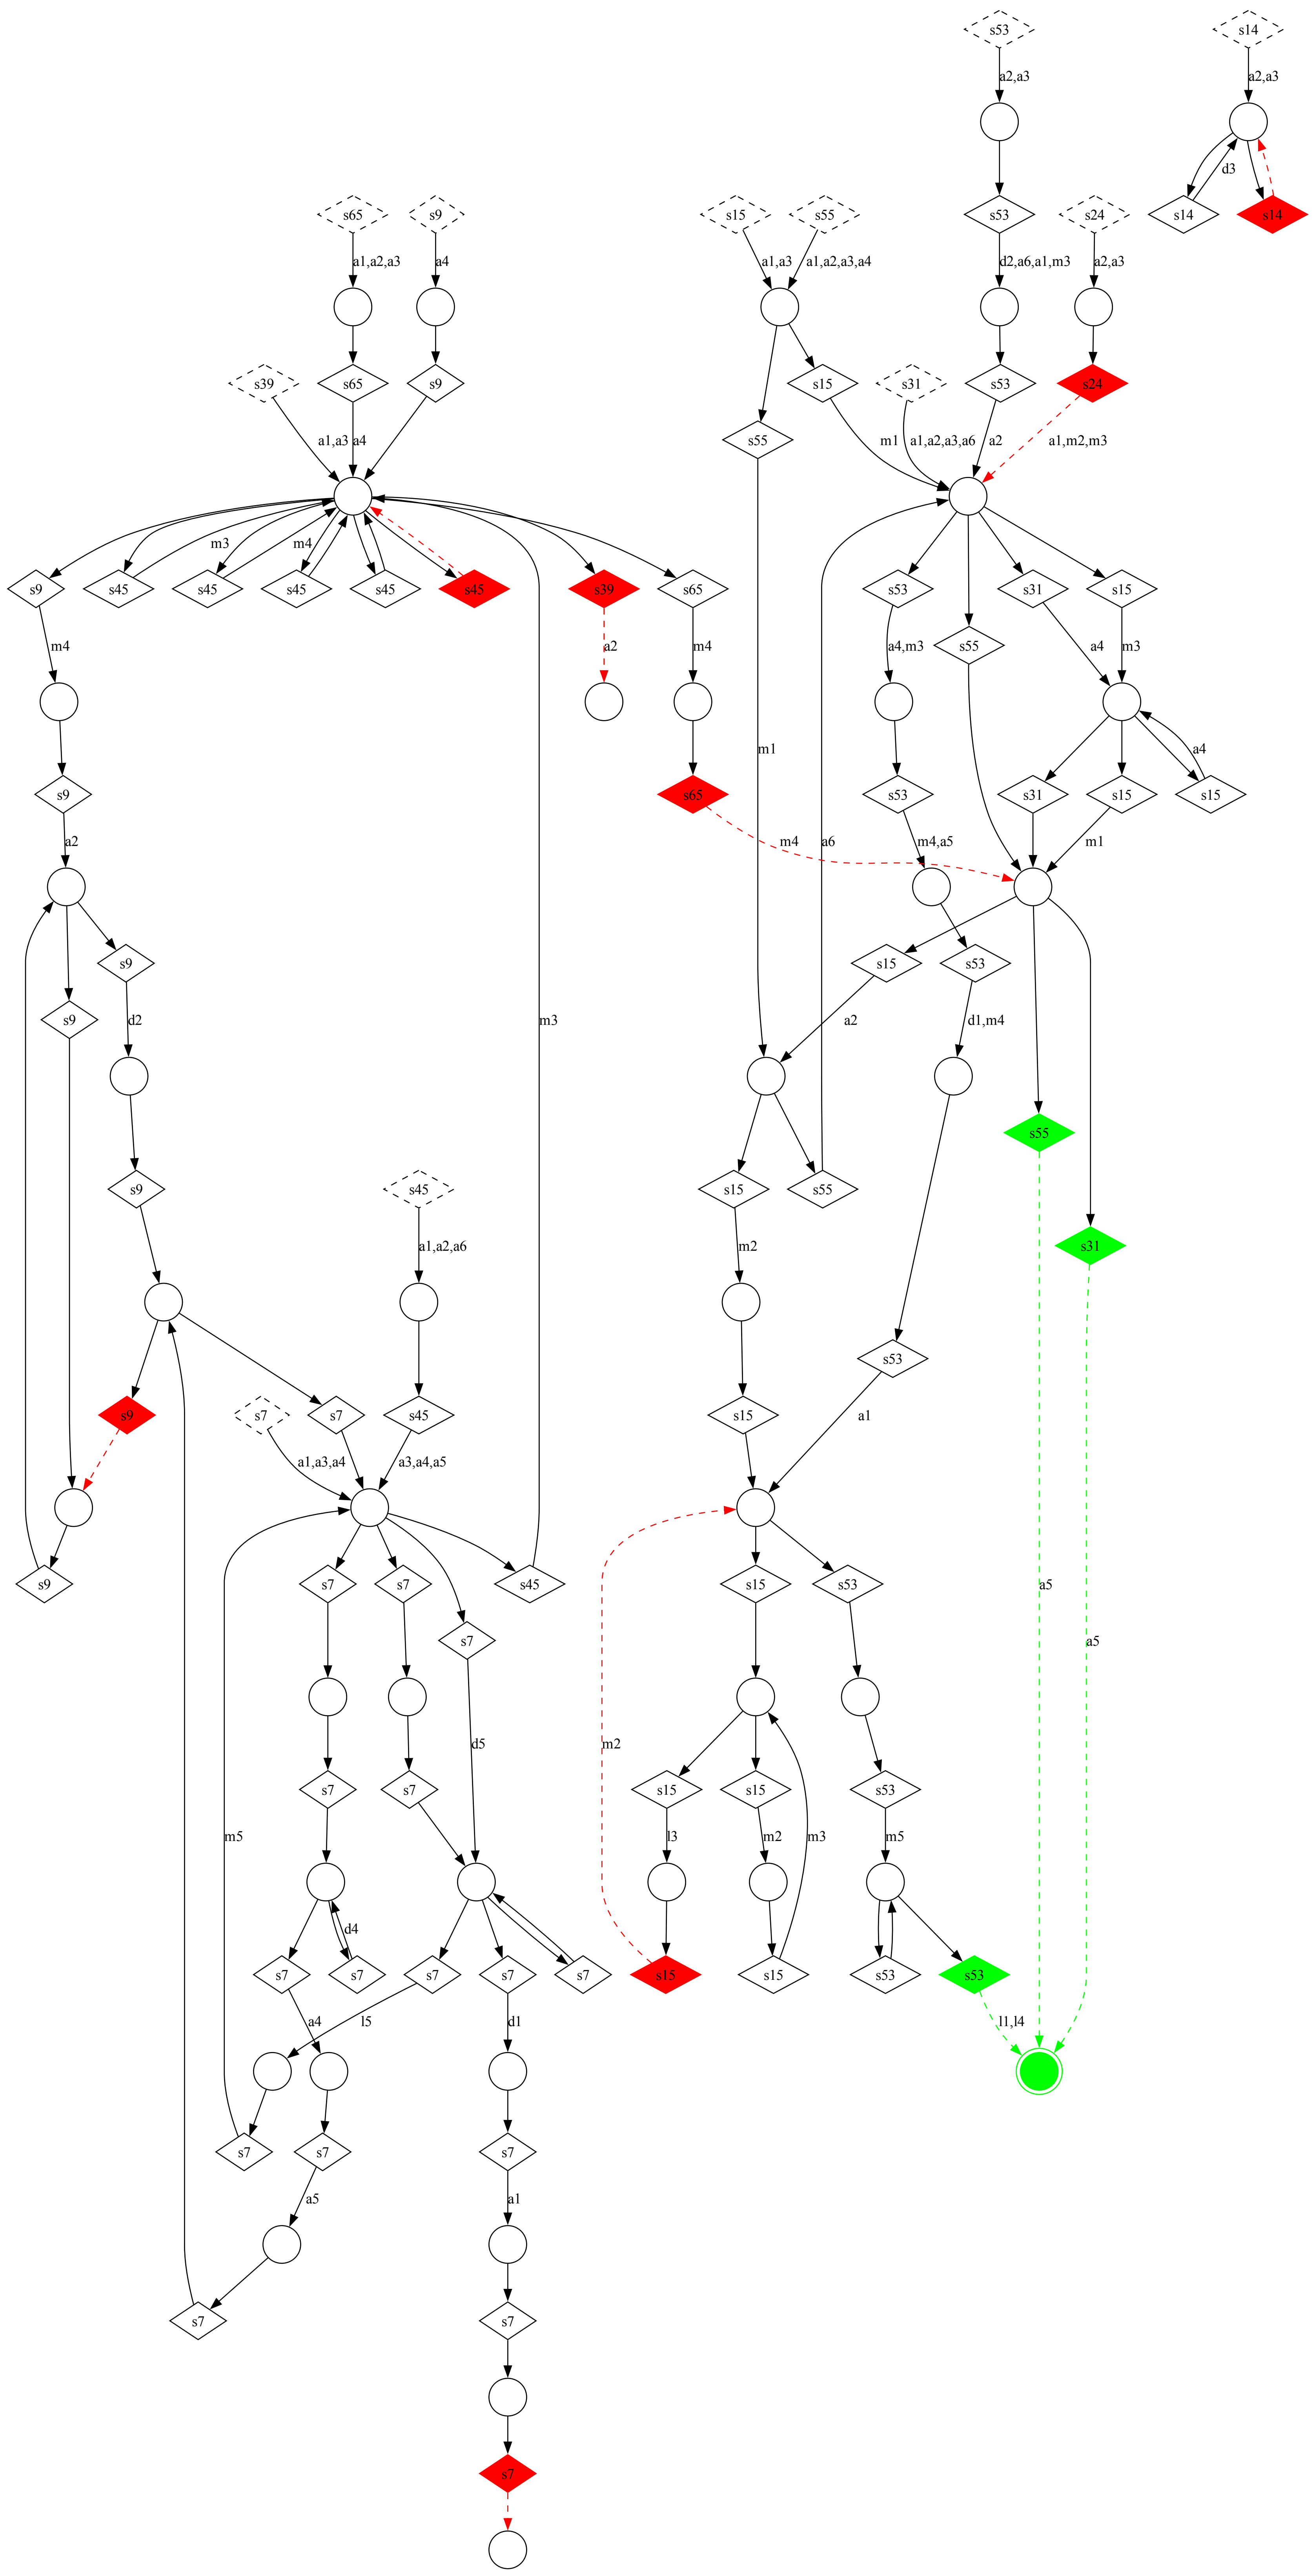 s53 s14
a2,a3 a2,a3
d3
s65 s9 s15 s55 s53 s24 s14 s14
a1,a2,a3 a4 a1,a3 a1,a2,a3,a4 d2,a6,a1,m3 a2,a3
s39 s65 s9 s15 s31 s53 s24
a1,a3 a4 s55 m1 a1,a2,a3,a6 a2 a1,m2,m3
m3 m4
s9 s45 s45 s45 s45 s45 s39 s65 s53 s31 s15
m4 a2 m4 a4,m3 s55 a4 m3
m1 a4
s9 s65 s53 s31 s15 s15
a2 m4 a6 m4,a5 m1
s9 s15 s53
s9 d2 m3 a2 d1,m4
s55
s9 s45 s15 s55
a1,a2,a6 m2 s31
s53
s9 s7 s7 s45 s15
a1,a3,a4 a3,a4,a5 a1
s9 s7 s7 s45 s15 s53 a5
s7 a5
m5 d5 m2
s7 s7 s15 s15 s53
l3 m2 m3 m5
d4
s7 s7 s7 s7 s7 s15 s15 s53 s53
a4 l5 d1 l1,l4
s7 s7 s7
a5 a1
s7 s7
s7